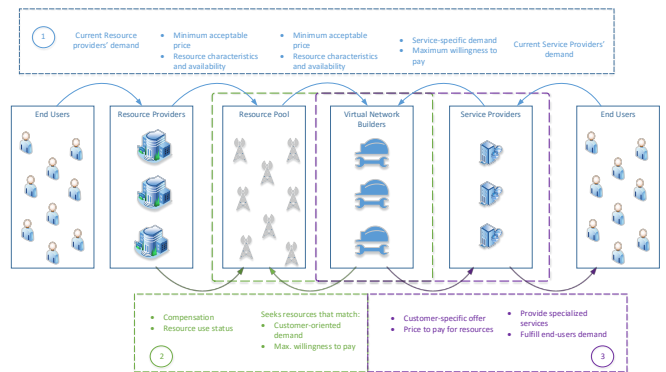 1
Current Resource
providers' demand
• Minimum acceptable
price
• Resource characteristics
and availability
• Minimum acceptable
price
• Resource characteristics
and availability
• Service-specific demand
• Maximum willingness to
pay
Current Service Providers'
demand
End Users
Resource Providers
Resource Pool
Virtual Network
Builders
Service Providers
End Users
• Compensation
• Resource use status
2
Seeks resources that match:
• Customer-oriented
demand
• Max. willingness to pay
• Customer-specific offer
• Price to pay for resources
• Provide specialized
services
• Fulfill end-users demand
3